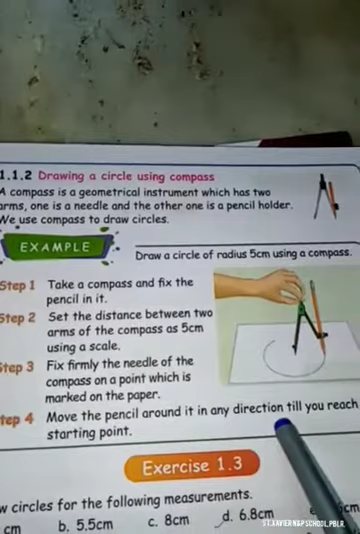 1.1.2 Drawing a circle using compass
A compass is a geometrical instrument which has two
arms, one is a needle and the other one is a pencil holder.
We use compass to draw circles.
EXAMPLE
Draw a circle of radius 5cm using a compass.
Step 1 Take a compass and fix the
pencil in it.
Step 2 Set the distance between two
arms of the compass as 5cm
using a scale.
Step 3 Fix firmly the needle of the
compass on a point which is
marked on the paper.
tep 4 Move the pencil around it in any direction till you reach
starting point.
Exercise 1.3
w circles for the following measurements.
cm b. 5.5cm c. 8cm d. 6.8cm cm
ST.XAVIER N&P SCHOOL,PBLR